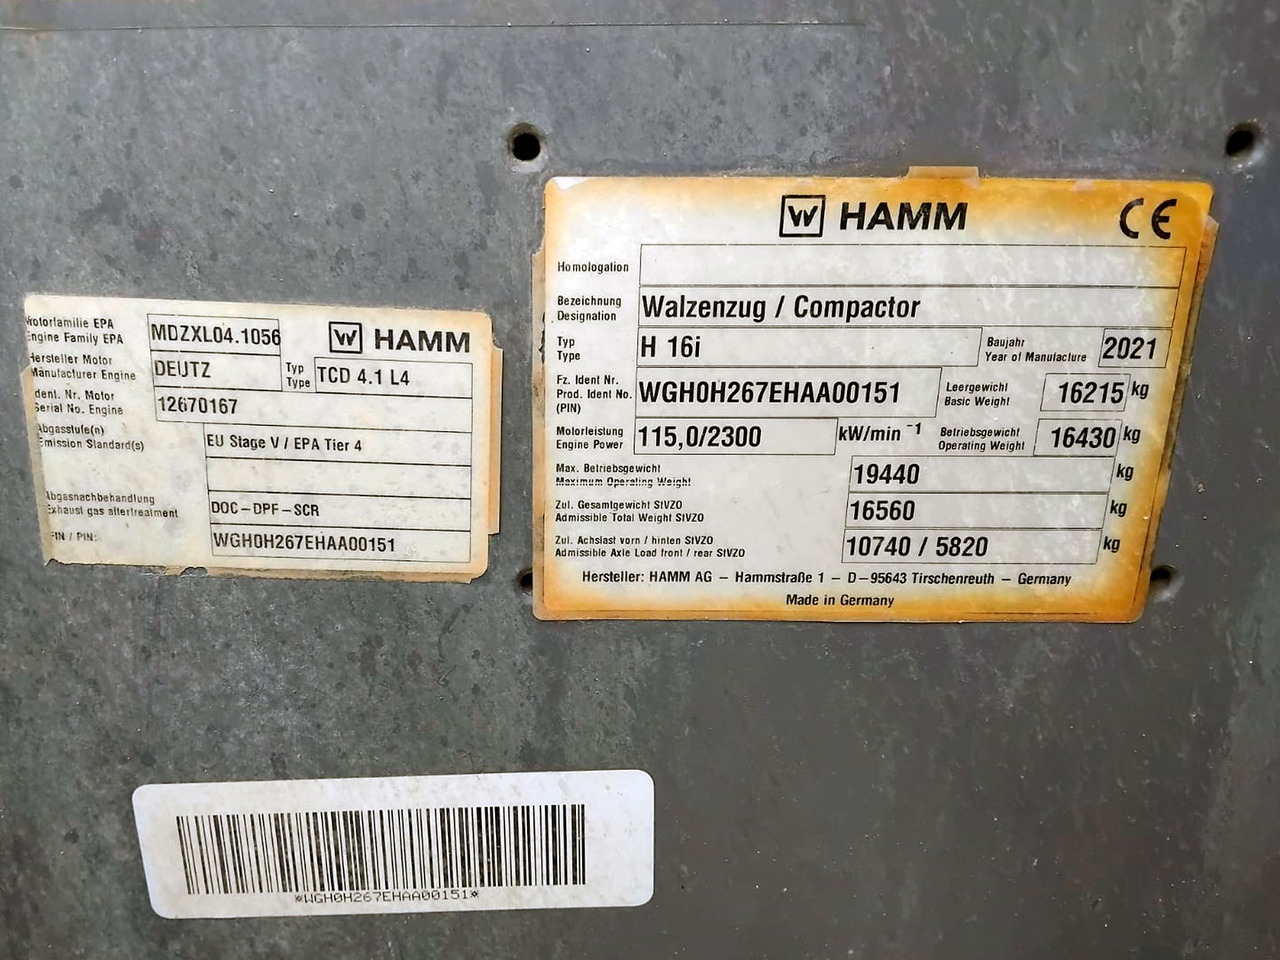 Motorfamilie EPA
Engine Family EPA
MDZXL04.1056
HAMM
Hersteller Motor
Manufacturer Engine
DEUTZ
Typ
Type
TCD 4.1 L4
Ident. Nr. Motor
Serial No. Engine
12670167
Abgasstufe(n)
Emission Standard(s)
EU Stage V / EPA Tier 4
Abgasnachbehandlung
Exhaust gas aftertreatment
DOC-DPF-SCR
FIN / PIN:
WGH0H267EHAA00151
HAMM CE
Homologation
Bezeichnung
Designation
Walzenzug / Compactor
Typ
Type
H 16i
Baujahr
Year of Manufacture
2021
Fz. Ident Nr.
Prod. Ident No.
(PIN)
WGH0H267EHAA00151
Leergewicht
Basic Weight
16215 kg
Motorleistung
Engine Power
115,0/2300 kW/min⁻¹
Betriebsgewicht
Operating Weight
16430 kg
Max. Betriebsgewicht
Maximum Operating Weight
19440 kg
Zul. Gesamtgewicht StVZO
Admissible Total Weight StVZO
16560 kg
Zul. Achslast vorn / hinten StVZO
Admissible Axle Load front / rear StVZO
10740 / 5820 kg
Hersteller: HAMM AG – Hammstraße 1 – D-95643 Tirschenreuth – Germany
Made in Germany
*WGH0H267EHAA00151*